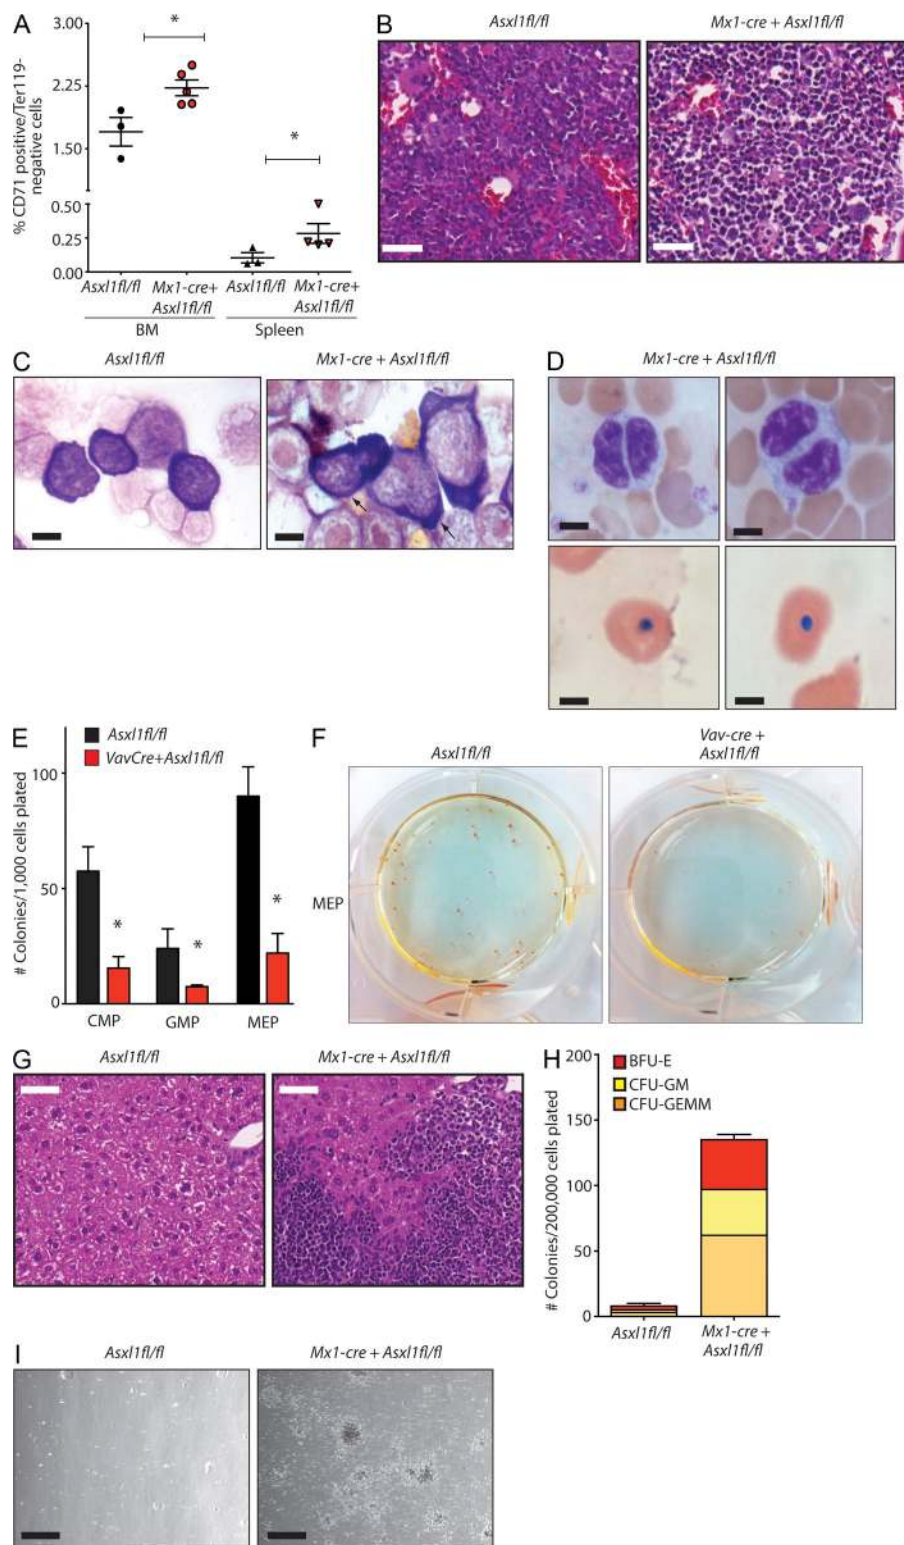 A
3.00
2.25
1.50
0.50
0.25
0.00
% CD71 positive/Ter119-
negative cells
*
*
Asxl1fl/fl
Mx1-cre+
Asxl1fl/fl
Asxl1fl/fl
Mx1-cre+
Asxl1fl/fl
BM
Spleen
B
Asxl1fl/fl
Mx1-cre + Asxl1fl/fl
C
Asxl1fl/fl
Mx1-cre + Asxl1fl/fl
D
Mx1-cre + Asxl1fl/fl
E
Asxl1fl/fl
VavCre+Asxl1fl/fl
# Colonies/1,000 cells plated
100
50
0
*
*
*
CMP
GMP
MEP
F
Asxl1fl/fl
Vav-cre +
Asxl1fl/fl
MEP
G
Asxl1fl/fl
Mx1-cre + Asxl1fl/fl
H
# Colonies/200,000 cells plated
200
150
100
50
0
BFU-E
CFU-GM
CFU-GEMM
Asxl1fl/fl
Mx1-cre +
Asxl1fl/fl
I
Asxl1fl/fl
Mx1-cre + Asxl1fl/fl